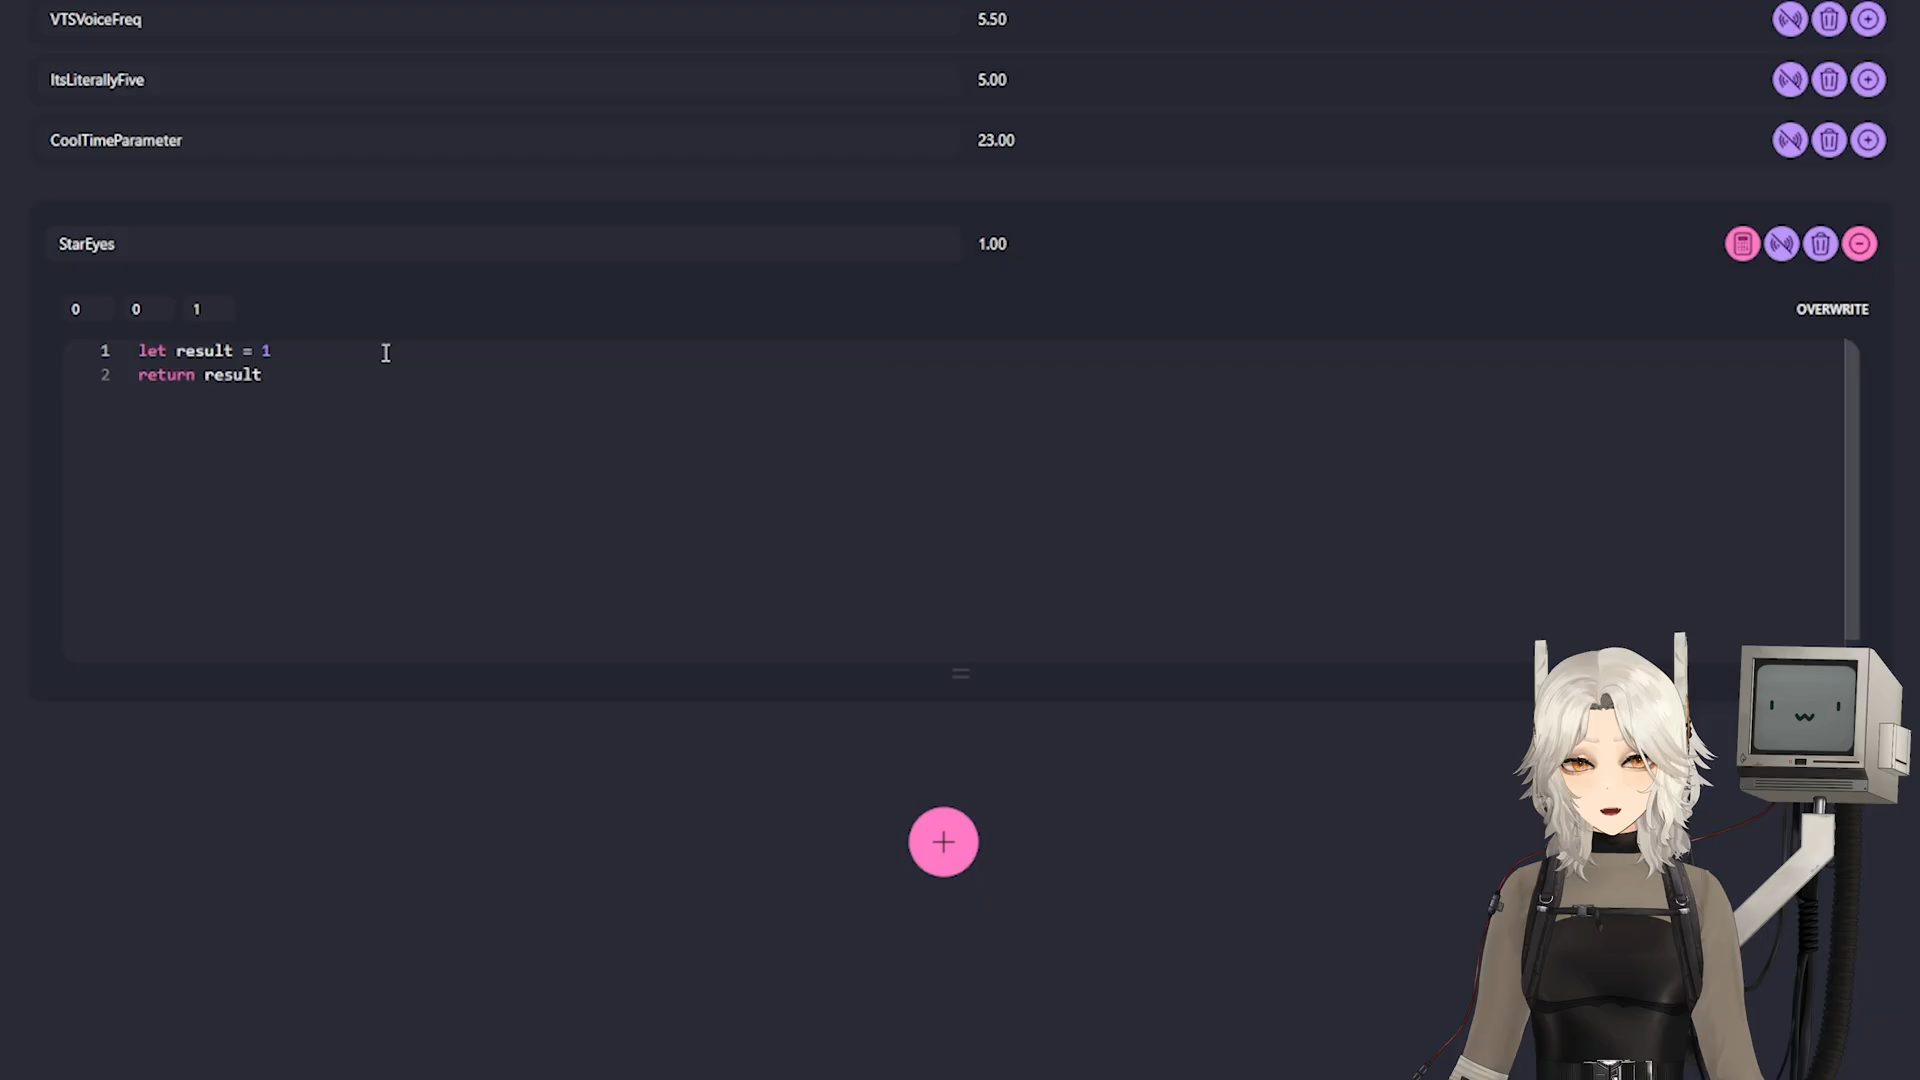 VTSVoiceFreq 5.50
ItsLiterallyFive 5.00
CoolTimeParameter 23.00
StarEyes 1.00
0 0 1 OVERWRITE
1 let result = 1
2 return result